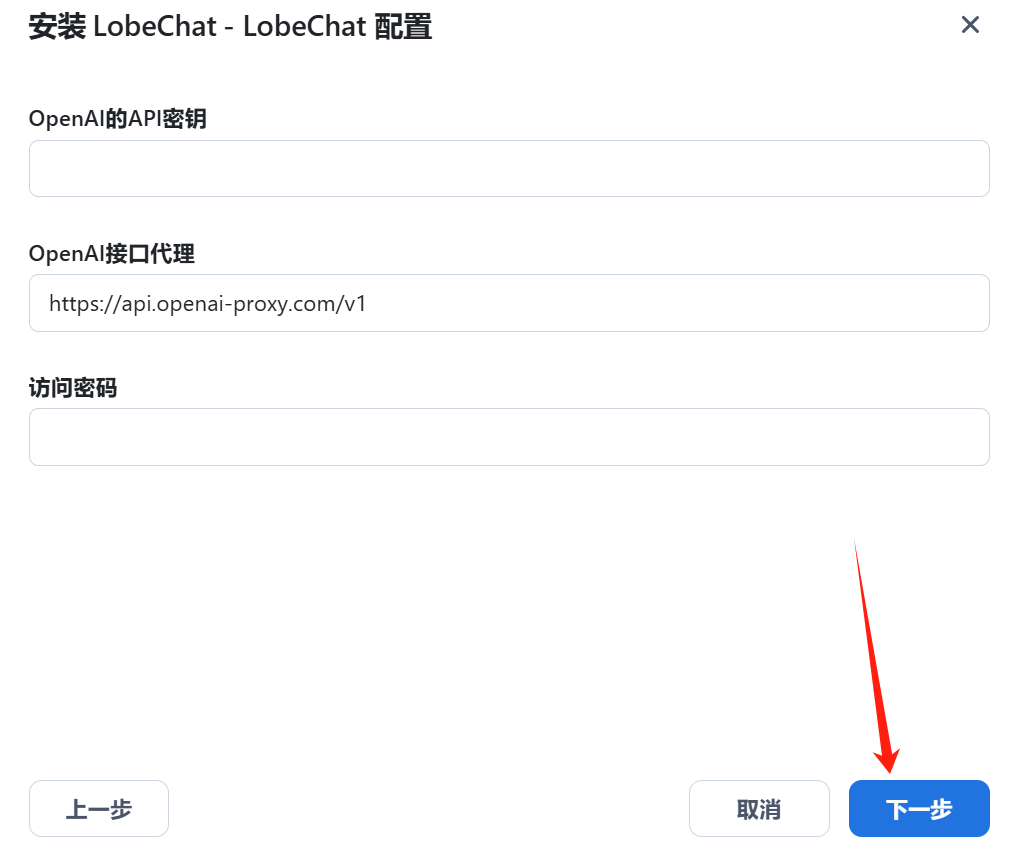 安装 LobeChat - LobeChat 配置
OpenAI的API密钥
OpenAI接口代理
https://api.openai-proxy.com/v1
访问密码
上一步
取消
下一步